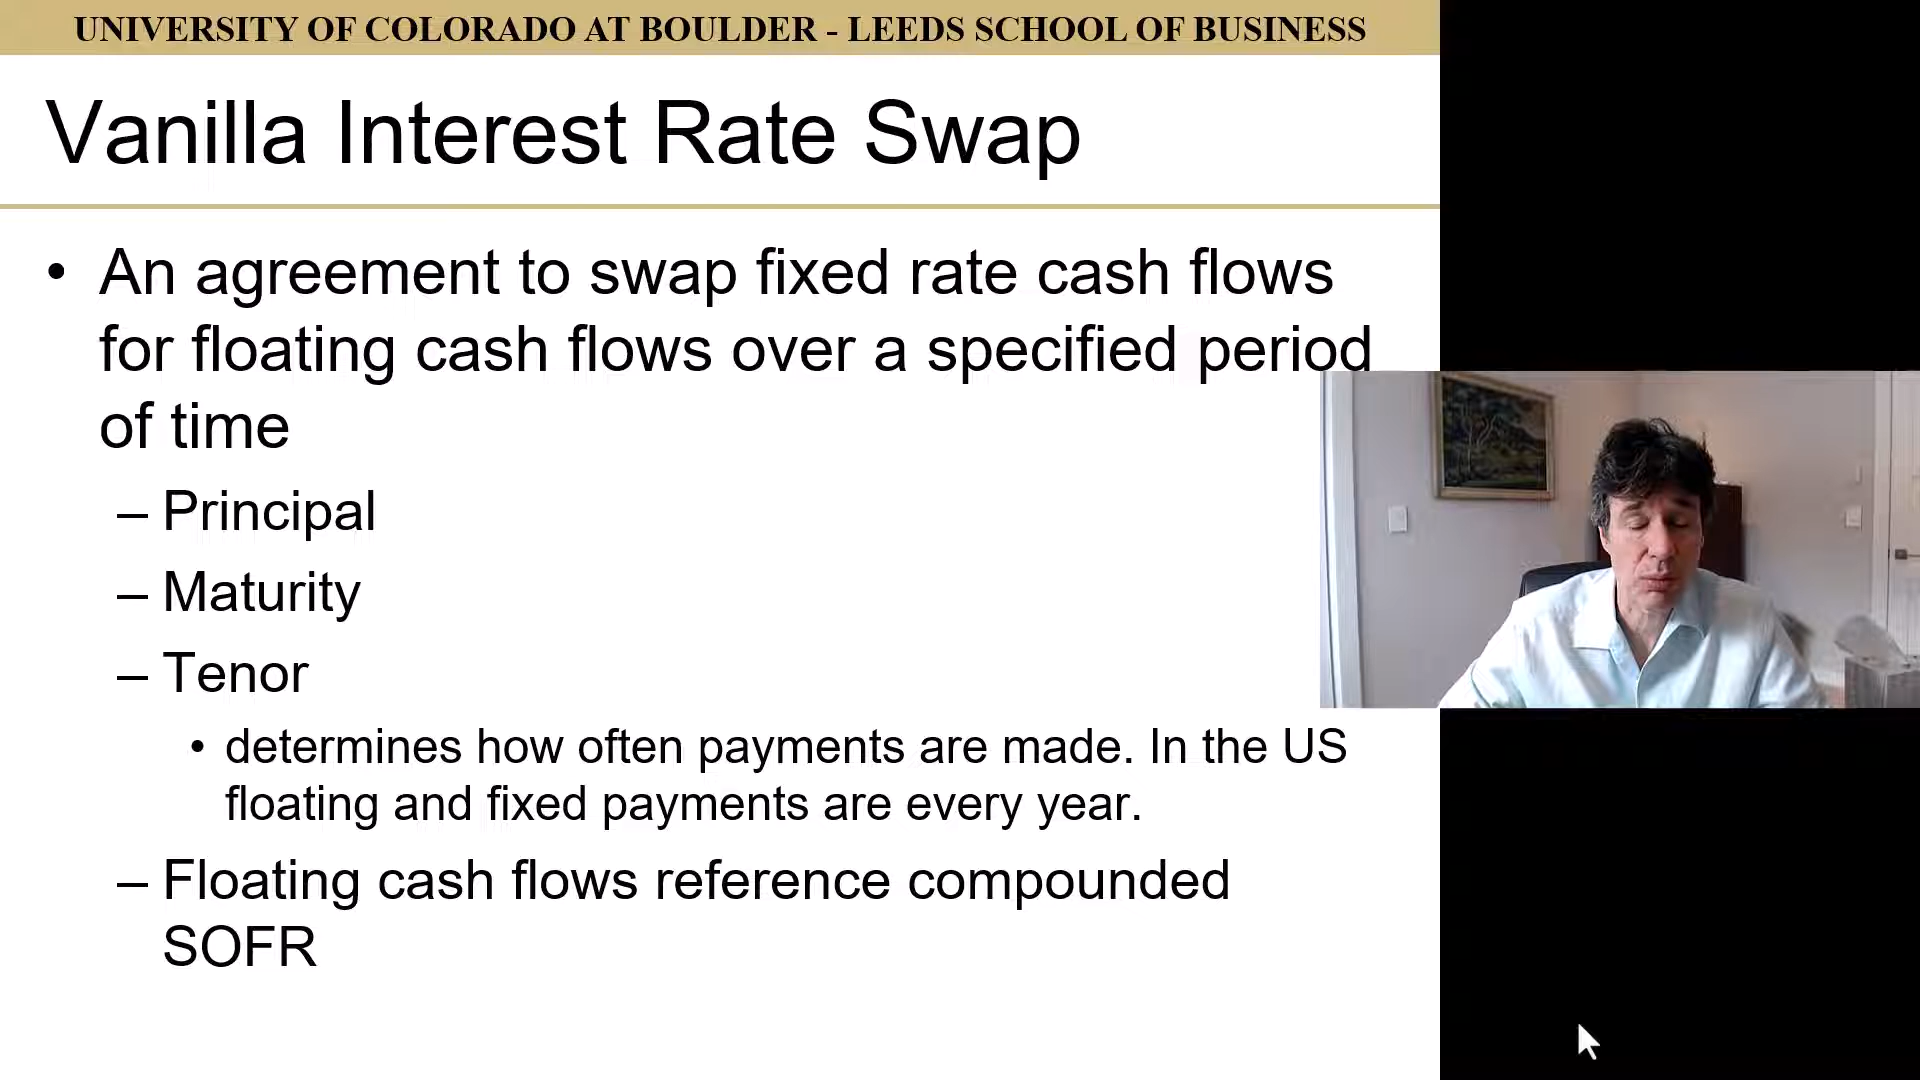 UNIVERSITY OF COLORADO AT BOULDER - LEEDS SCHOOL OF BUSINESS
Vanilla Interest Rate Swap
• An agreement to swap fixed rate cash flows
for floating cash flows over a specified period
of time
– Principal
– Maturity
– Tenor
• determines how often payments are made. In the US
floating and fixed payments are every year.
– Floating cash flows reference compounded
SOFR